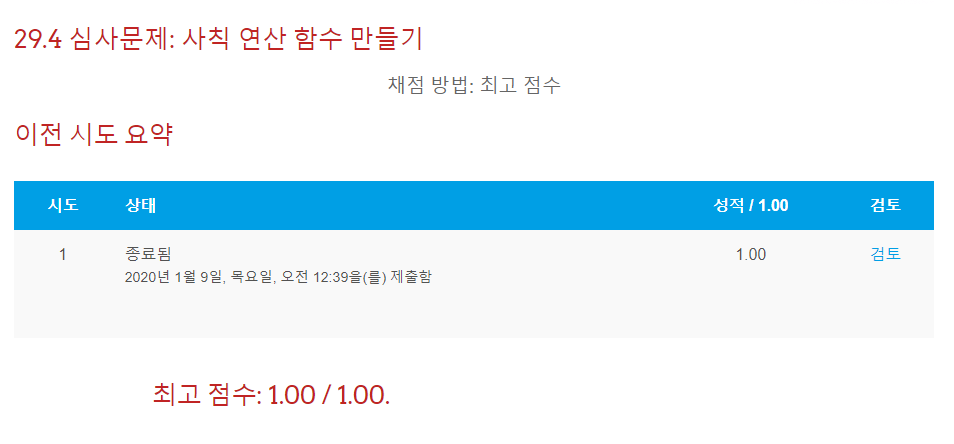 29.4 심사문제: 사칙 연산 함수 만들기
채점 방법: 최고 점수
이전 시도 요약
시도 상태 성적 / 1.00 검토
1 종료됨 1.00 검토
2020년 1월 9일, 목요일, 오전 12:39을(를) 제출함
최고 점수: 1.00 / 1.00.